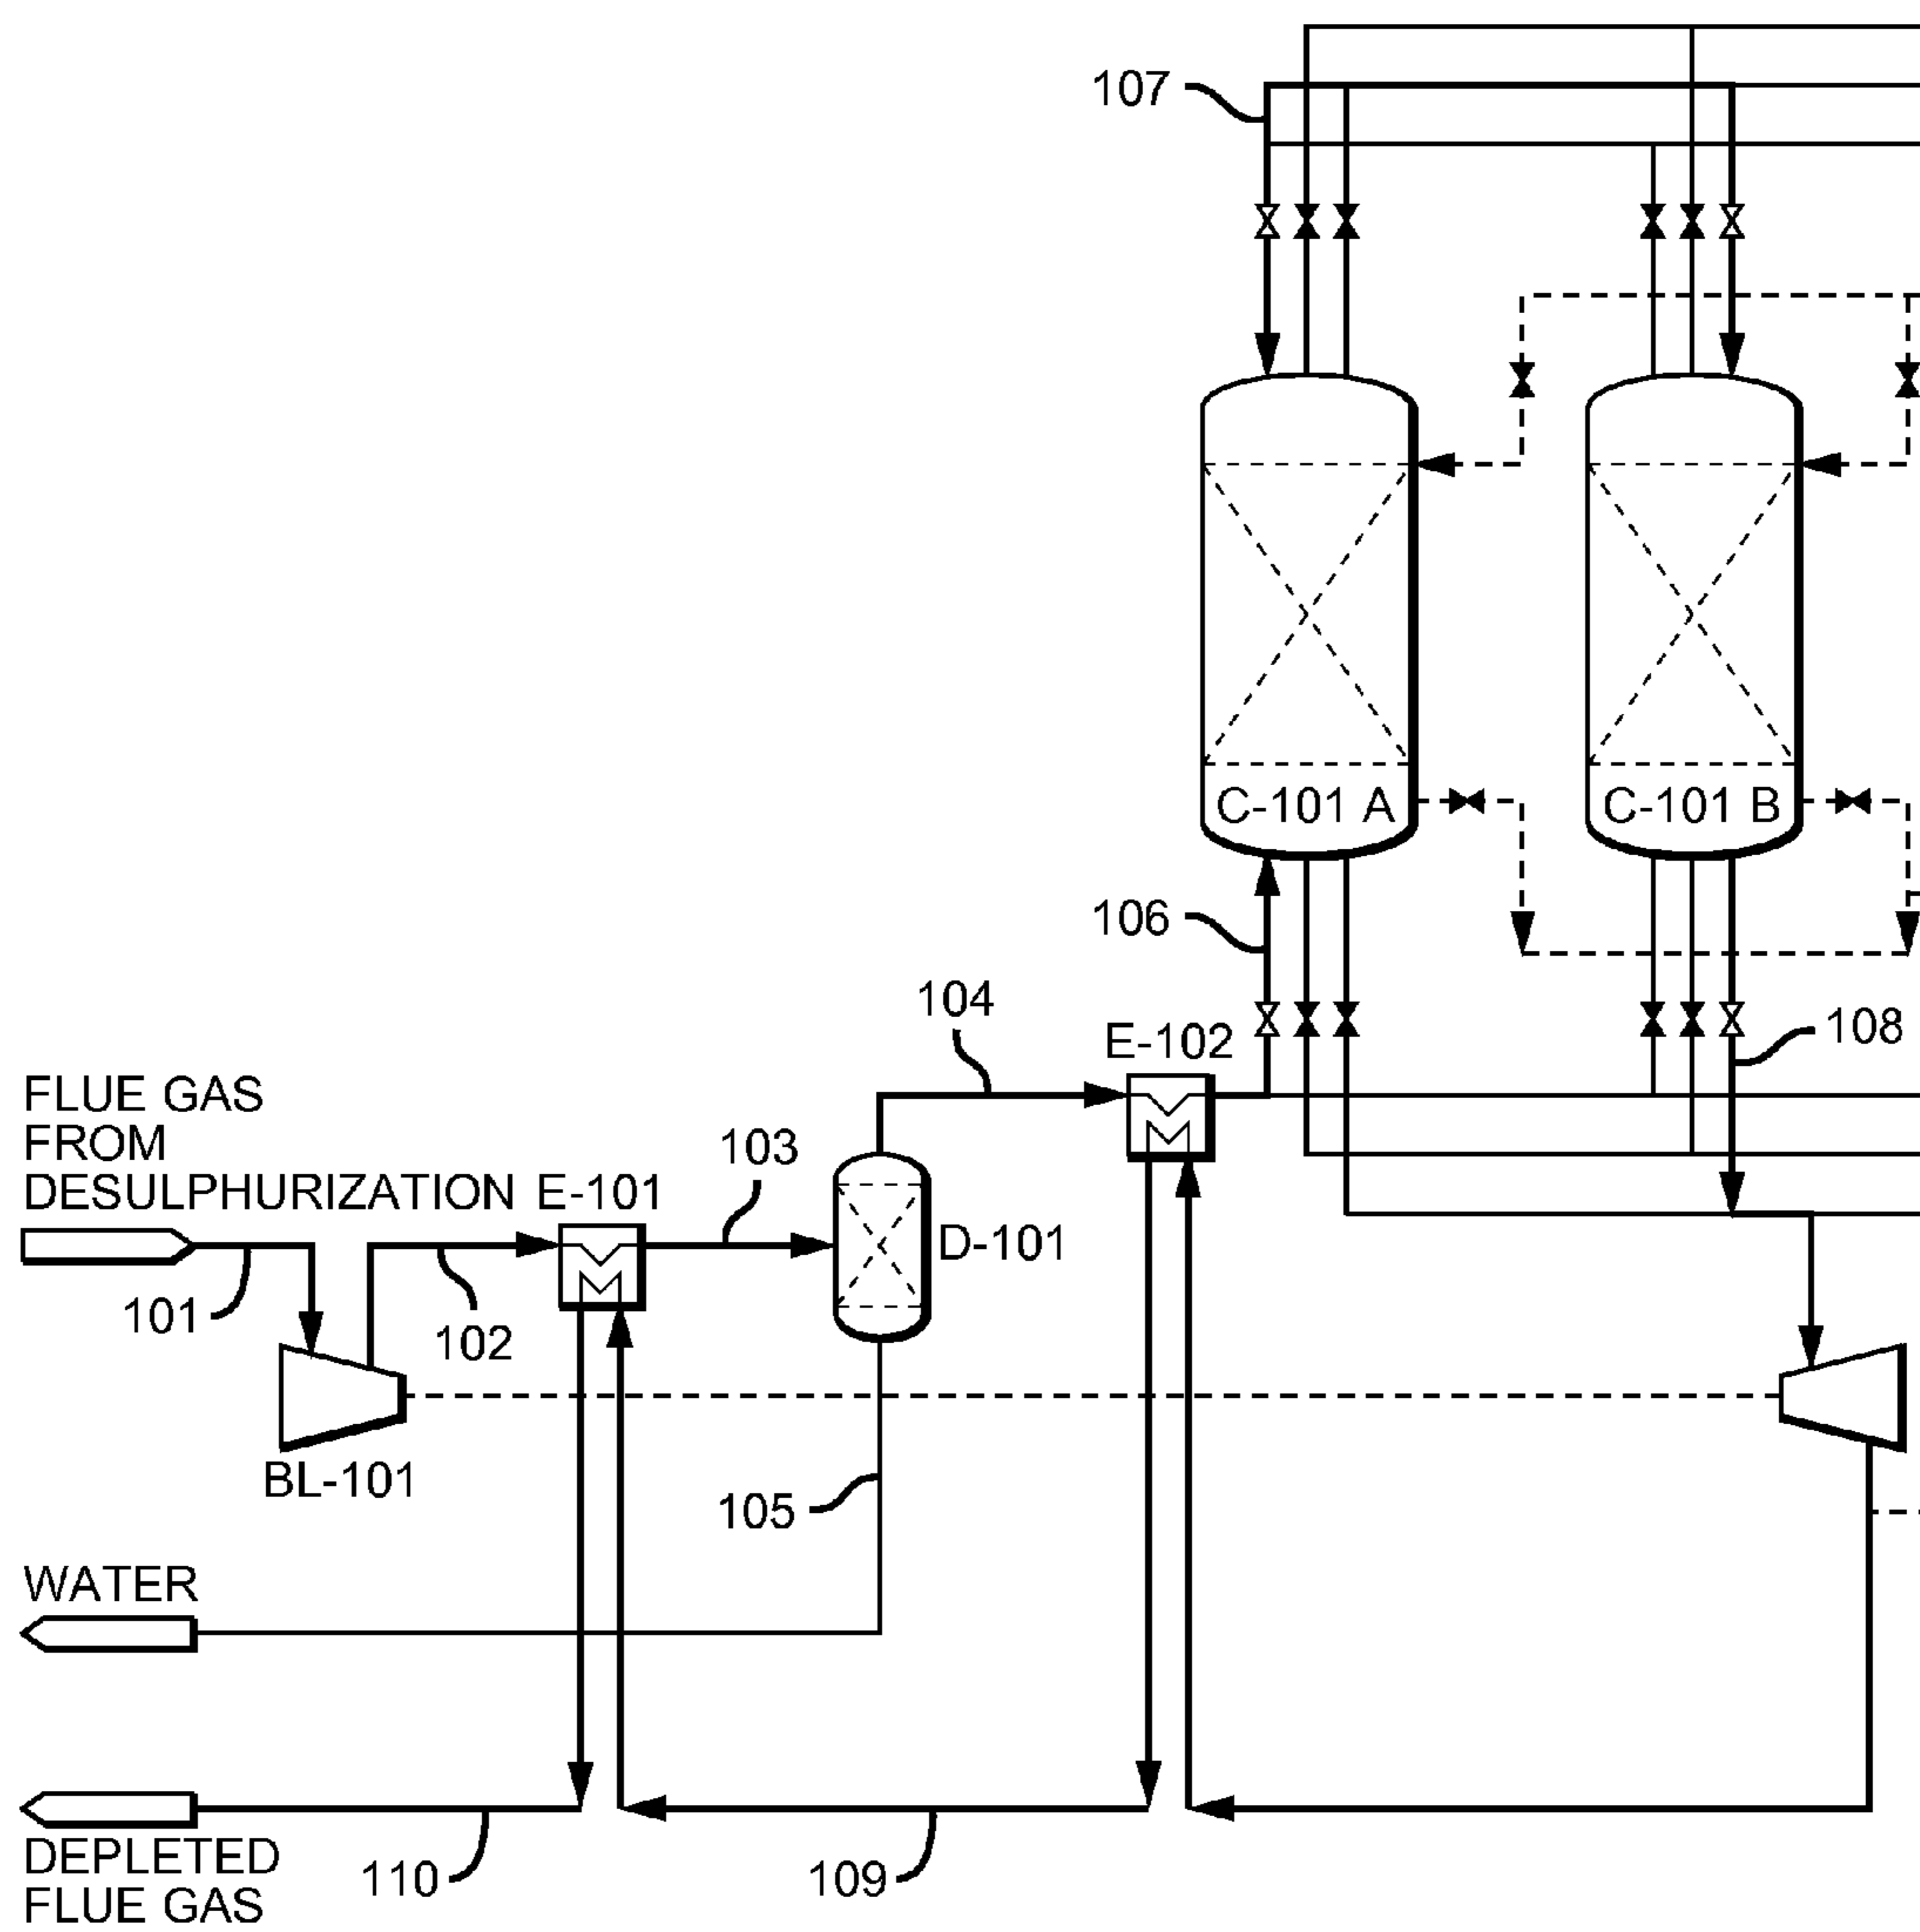 107
C-101 A
C-101 B
106
104
E-102
108
FLUE GAS
FROM
DESULPHURIZATION
E-101
103
D-101
101
102
BL-101
105
WATER
DEPLETED
FLUE GAS
110
109